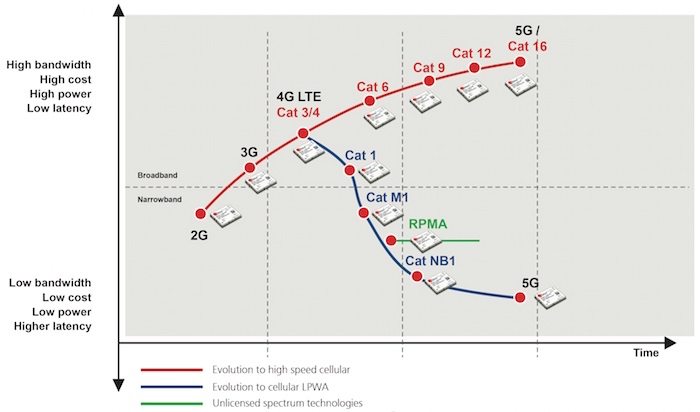 High bandwidth
High cost
High power
Low latency
5G /
Cat 16
Cat 12
Cat 9
Cat 6
4G LTE
Cat 3/4
3G
Cat 1
Broadband
Narrowband
Cat M1
2G
RPMA
Cat NB1
5G
Low bandwidth
Low cost
Low power
Higher latency
Time
Evolution to high speed cellular
Evolution to cellular LPWA
Unlicensed spectrum technologies